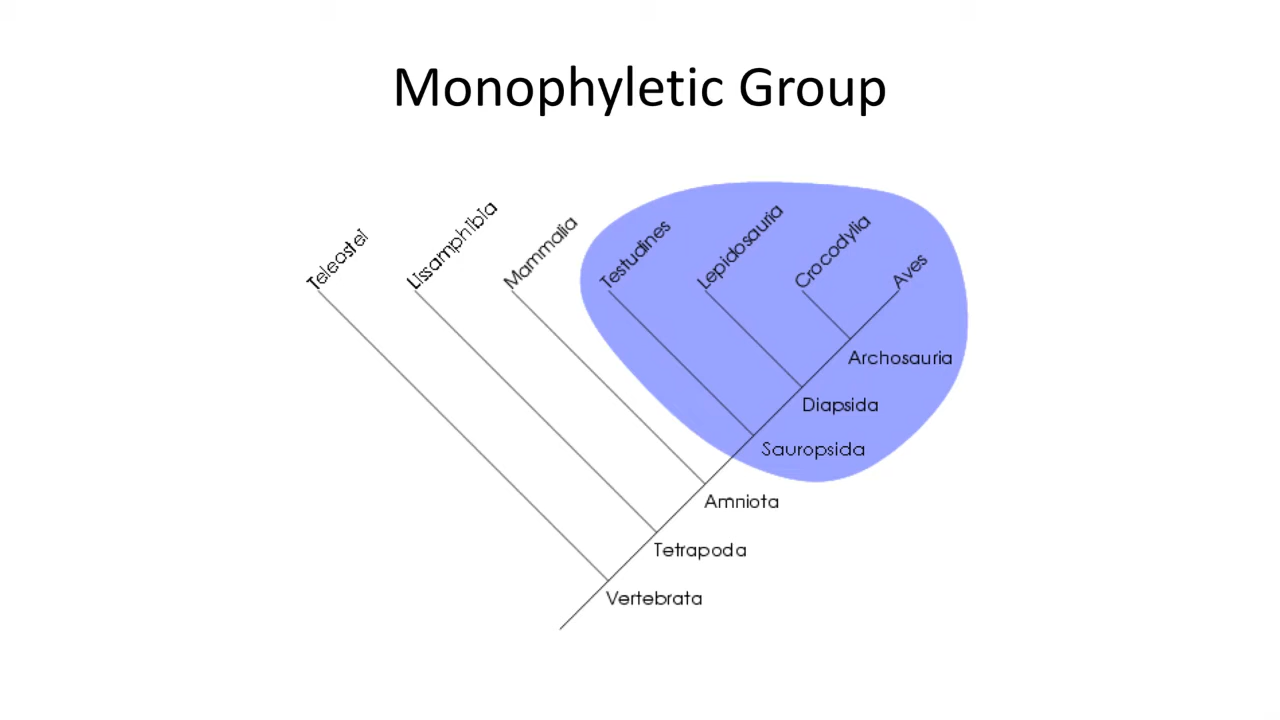 Monophyletic Group
Teleostei
Lissamphibia
Mammalia
Testudines
Lepidosauria
Crocodylia
Aves
Archosauria
Diapsida
Sauropsida
Amniota
Tetrapoda
Vertebrata